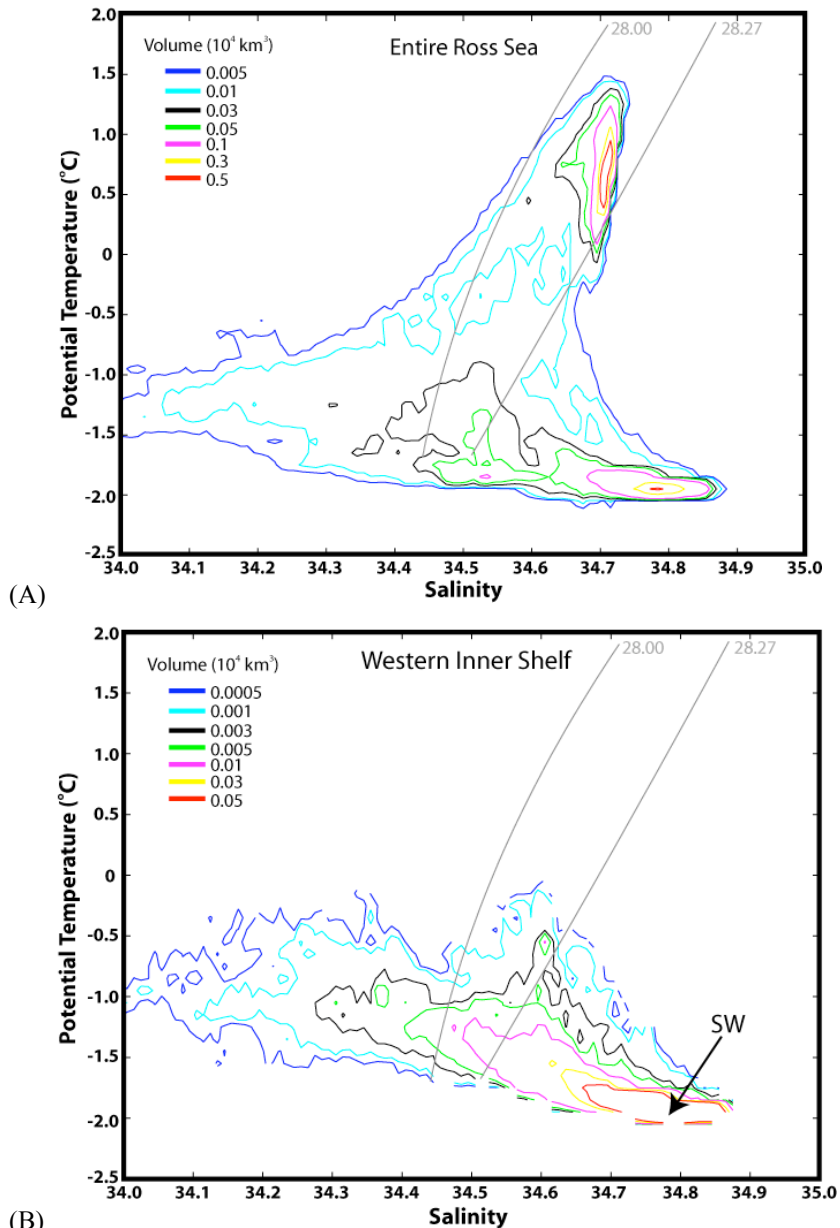 2.0
Volume (10⁴ km³)
Entire Ross Sea
28.00
28.27
0.005
1.5
0.01
0.03
0.05
1.0
0.1
0.3
0.5
0.5
0
-0.5
-1.0
-1.5
-2.0
-2.5
Potential Temperature (˚C)
34.0 34.1 34.2 34.3 34.4 34.5 34.6 34.7 34.8 34.9 35.0
Salinity
(A)
2.0
Volume (10⁴ km³)
Western Inner Shelf
28.00
28.27
0.0005
1.5
0.001
0.003
0.005
1.0
0.01
0.03
0.05
0.5
0
-0.5
-1.0
SW
-1.5
-2.0
-2.5
Potential Temperature (˚C)
34.0 34.1 34.2 34.3 34.4 34.5 34.6 34.7 34.8 34.9 35.0
Salinity
(B)